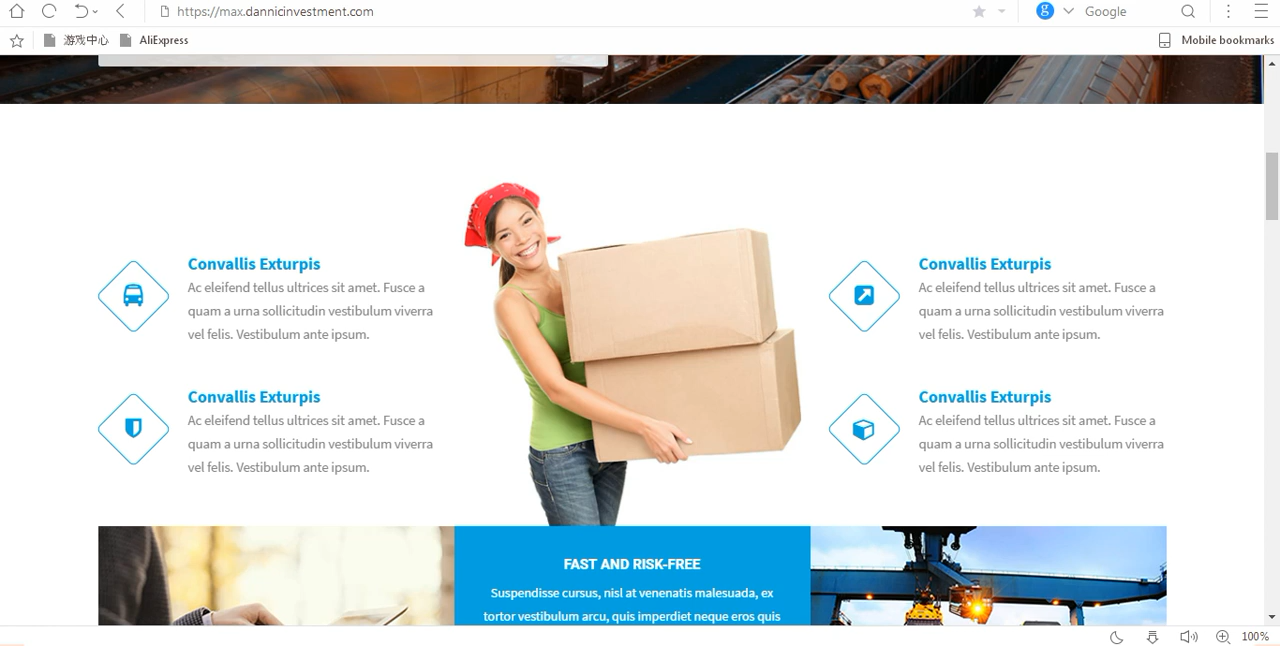 https://max.dannicinvestment.com
Google
游戏中心
AliExpress
Mobile bookmarks
Convallis Exturpis
Ac eleifend tellus ultrices sit amet. Fusce a
quam a urna sollicitudin vestibulum viverra
vel felis. Vestibulum ante ipsum.
Convallis Exturpis
Ac eleifend tellus ultrices sit amet. Fusce a
quam a urna sollicitudin vestibulum viverra
vel felis. Vestibulum ante ipsum.
Convallis Exturpis
Ac eleifend tellus ultrices sit amet. Fusce a
quam a urna sollicitudin vestibulum viverra
vel felis. Vestibulum ante ipsum.
Convallis Exturpis
Ac eleifend tellus ultrices sit amet. Fusce a
quam a urna sollicitudin vestibulum viverra
vel felis. Vestibulum ante ipsum.
FAST AND RISK-FREE
Suspendisse cursus, nisl at venenatis malesuada, ex
tortor vestibulum arcu, quis imperdiet neque eros quis
100%